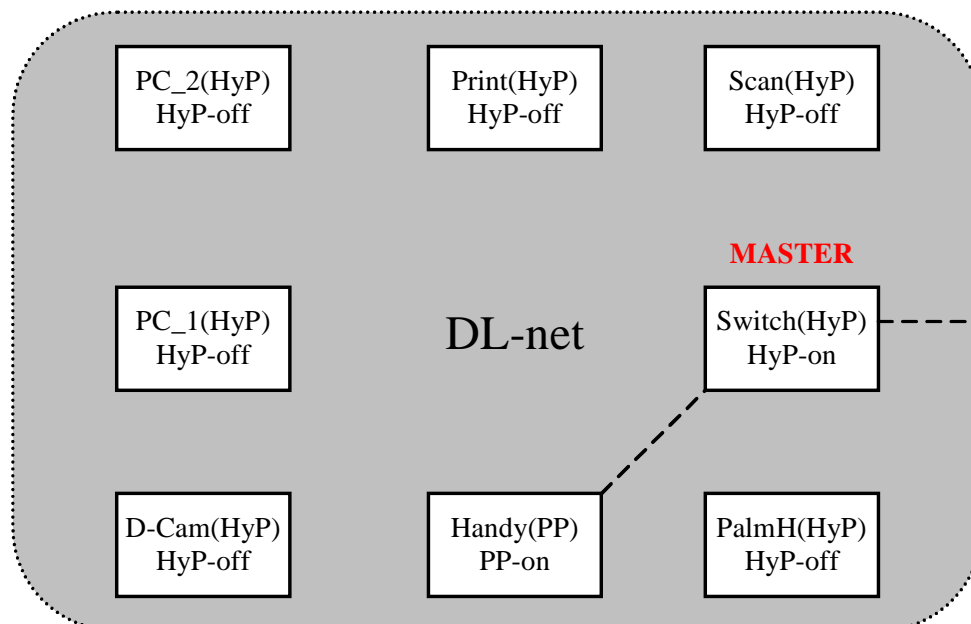 PC_2(HyP)
HyP-off
Print(HyP)
HyP-off
Scan(HyP)
HyP-off
MASTER
PC_1(HyP)
HyP-off
DL-net
Switch(HyP)
HyP-on
D-Cam(HyP)
HyP-off
Handy(PP)
PP-on
PalmH(HyP)
HyP-off